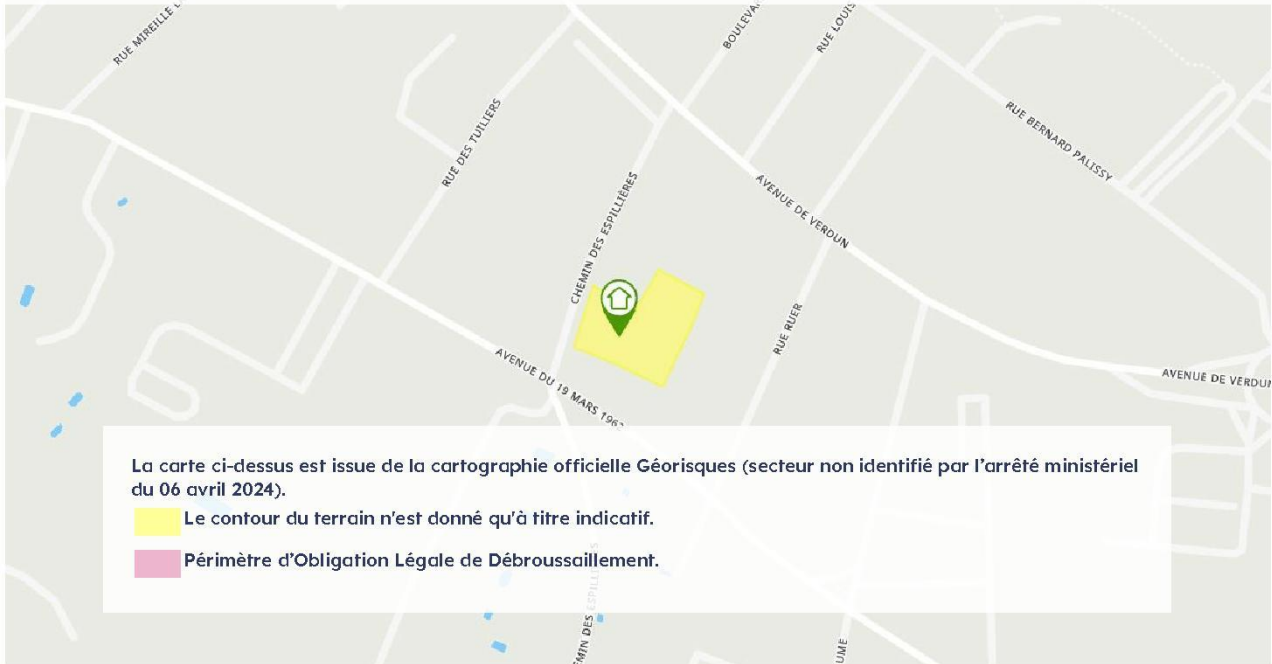 RUE MIREILLE
BOULEVA
RUE LOUIS
RUE DES TUILIERS
RUE BERNARD PALISSY
CHEMIN DES ESPILLIÈRES
AVENUE DE VERDUN
RUE RUER
AVENUE DU 19 MARS 1962
AVENUE DE VERDUN
La carte ci-dessus est issue de la cartographie officielle Géorisques (secteur non identifié par l'arrêté ministériel
du 06 avril 2024).
Le contour du terrain n'est donné qu'à titre indicatif.
Périmètre d'Obligation Légale de Débroussaillement.
EMIN DES ESPILLI
UME